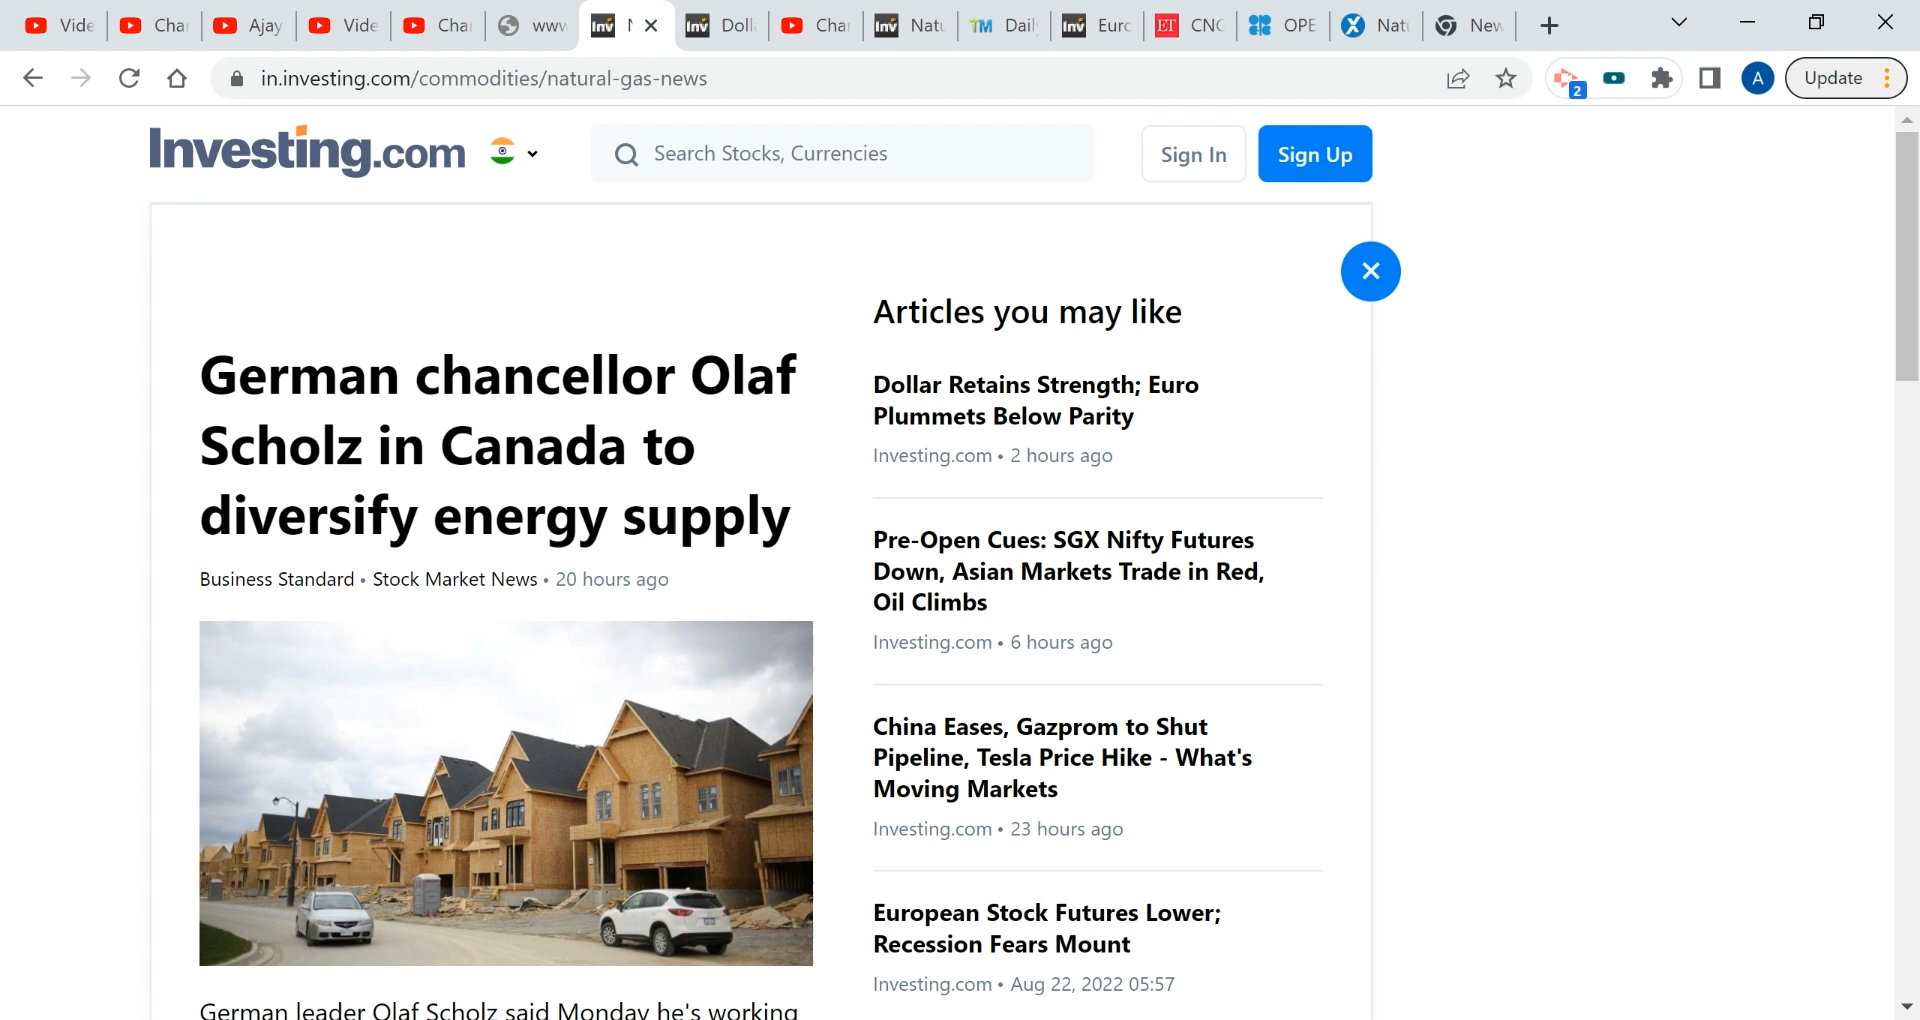 Vide
Char
Ajay
Vide
Char
www
Doll
Char
Natu
Daily
Euro
CNG
OPE
Natu
New
in.investing.com/commodities/natural-gas-news
2
A
Update
Investing.com
Search Stocks, Currencies
Sign In
Sign Up
German chancellor Olaf
Scholz in Canada to
diversify energy supply
Business Standard • Stock Market News • 20 hours ago
German leader Olaf Scholz said Monday he's working
Articles you may like
Dollar Retains Strength; Euro
Plummets Below Parity
Investing.com • 2 hours ago
Pre-Open Cues: SGX Nifty Futures
Down, Asian Markets Trade in Red,
Oil Climbs
Investing.com • 6 hours ago
China Eases, Gazprom to Shut
Pipeline, Tesla Price Hike - What's
Moving Markets
Investing.com • 23 hours ago
European Stock Futures Lower;
Recession Fears Mount
Investing.com • Aug 22, 2022 05:57